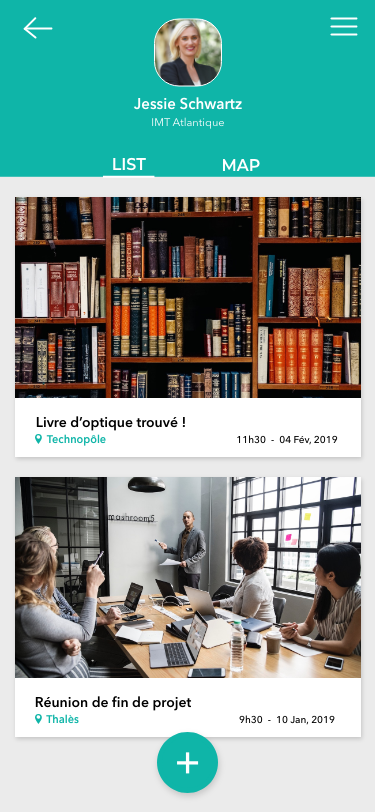 Jessie Schwartz
IMT Atlantique
LIST MAP
Livre d'optique trouvé !
Technopôle 11h30 - 04 Fév, 2019
mashrooms
Réunion de fin de projet
Thalès 9h30 - 10 Jan, 2019